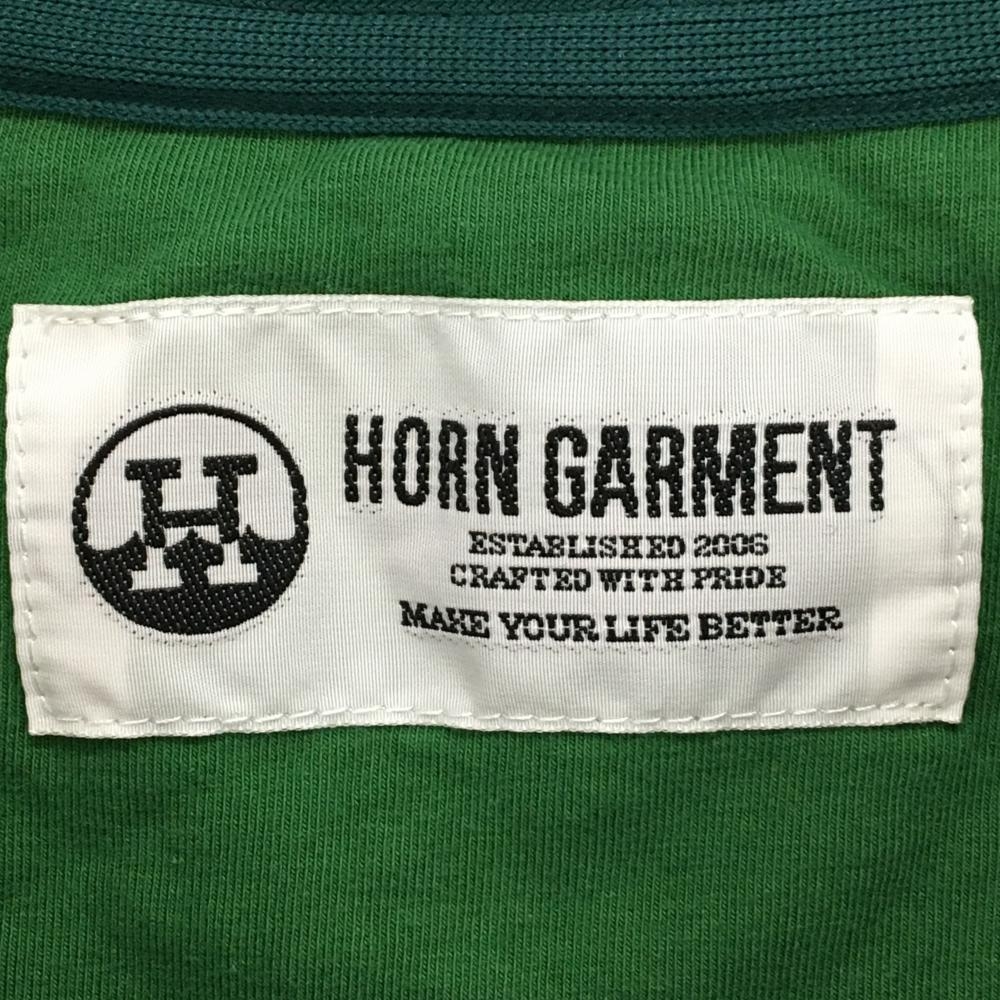 H
HORN GARMENT
ESTABLISHED 2006
CRAFTED WITH PRIDE
MAKE YOUR LIFE BETTER